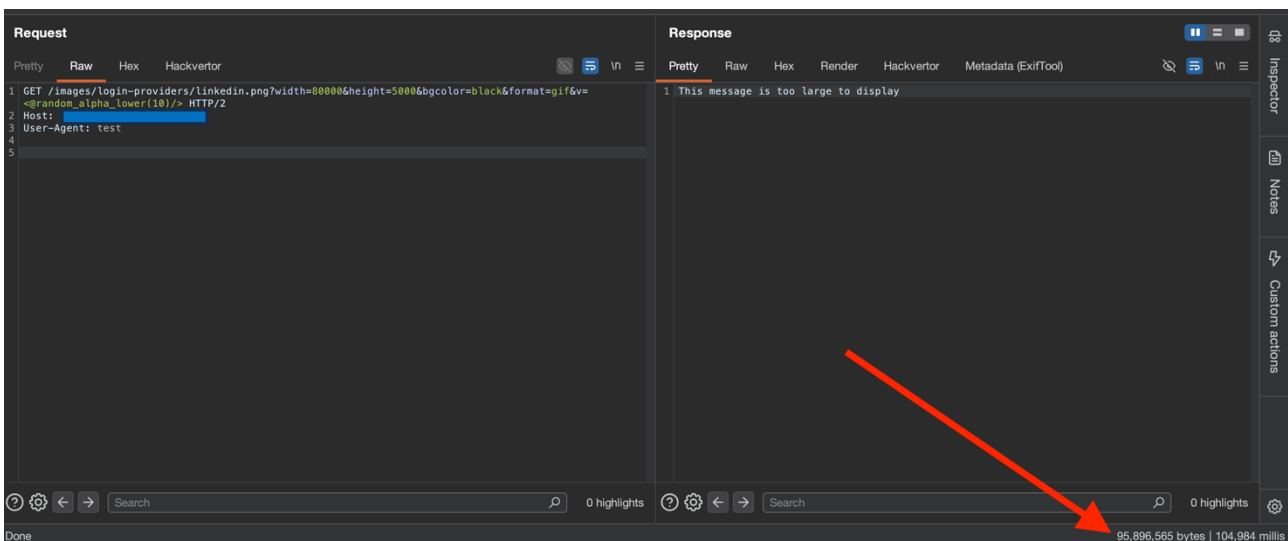 Request
Pretty Raw Hex Hackvertor \n
1 GET /images/login-providers/linkedin.png?width=80000&height=5000&bgcolor=black&format=gif&v=
<@random_alpha_lower(10)/> HTTP/2
2 Host:
3 User-Agent: test
4
5
Search 0 highlights
Done
Response
Pretty Raw Hex Render Hackvertor Metadata (ExifTool) \n
1 This message is too large to display
Search 0 highlights
95,896,565 bytes | 104,984 millis
Inspector
Notes
Custom actions